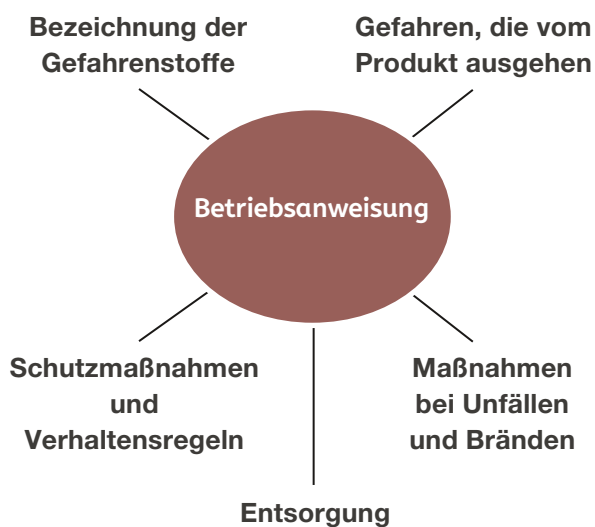 Bezeichnung der
Gefahrenstoffe
Gefahren, die vom
Produkt ausgehen
Betriebsanweisung
Schutzmaßnahmen
und
Verhaltensregeln
Maßnahmen
bei Unfällen
und Bränden
Entsorgung